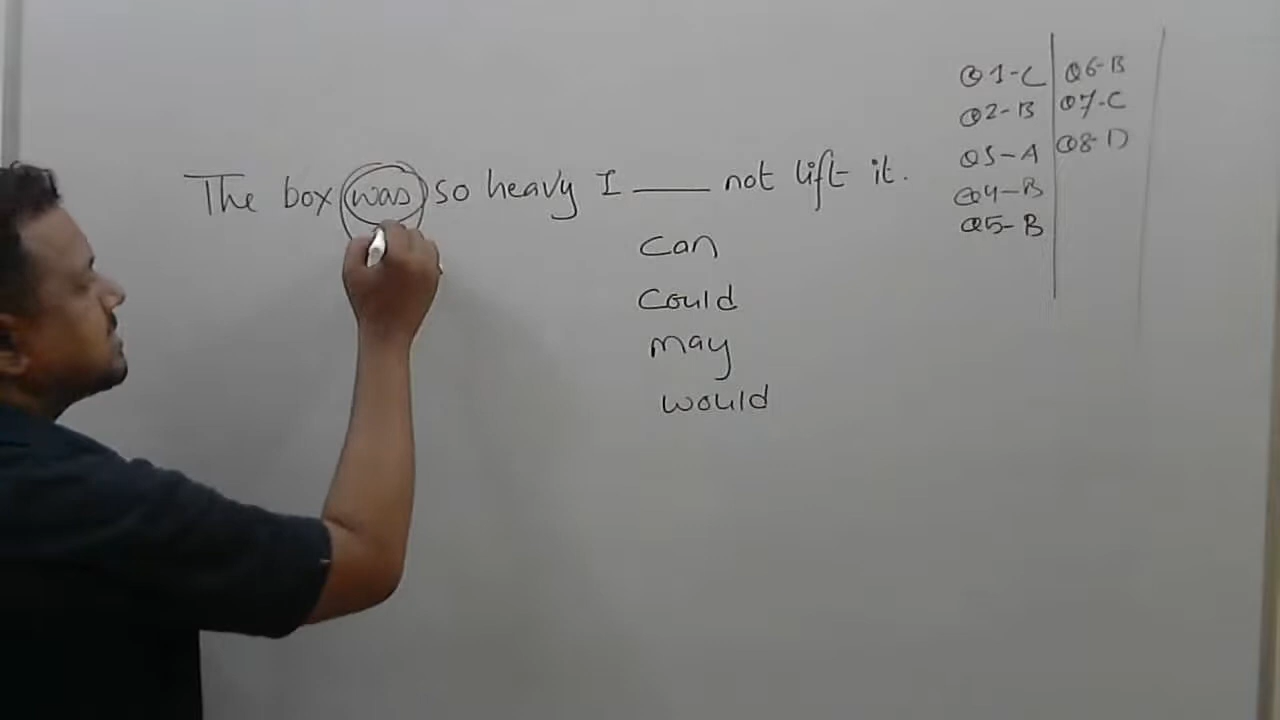 The box was so heavy I ____ not lift it.
can
could
may
would
Q1-C
Q2-B
Q3-A
Q4-B
Q5-B
Q6-B
Q7-C
Q8-D